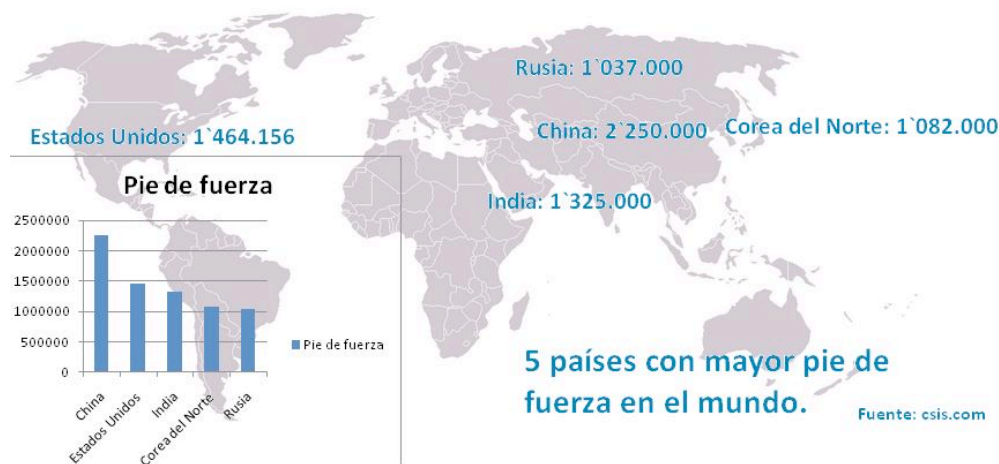 Rusia: 1`037.000
Estados Unidos: 1`464.156
China: 2`250.000
Corea del Norte: 1`082.000
India: 1`325.000
Pie de fuerza
2500000
2000000
1500000
1000000
500000
0
China
Estados Unidos
India
Corea del Norte
Rusia
Pie de fuerza
5 países con mayor pie de
fuerza en el mundo.
Fuente: csis.com